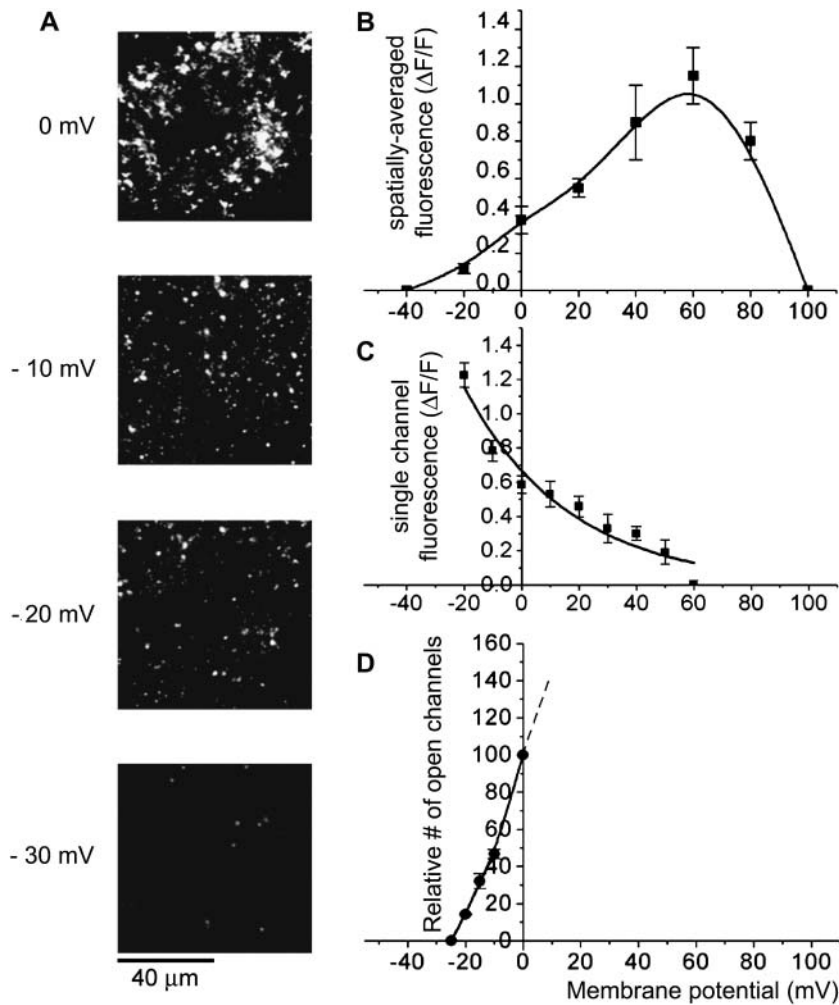 A
0 mV
- 10 mV
- 20 mV
- 30 mV
40 μm
B
spatially-averaged
fluorescence (ΔF/F)
1.4
1.2
1.0
0.8
0.6
0.4
0.2
0.0
-40 -20 0 20 40 60 80 100
C
single channel
fluorescence (ΔF/F)
1.4
1.2
1.0
0.8
0.6
0.4
0.2
0.0
-40 -20 0 20 40 60 80 100
D
Relative # of open channels
160
140
120
100
80
60
40
20
0
-40 -20 0 20 40 60 80 100
Membrane potential (mV)